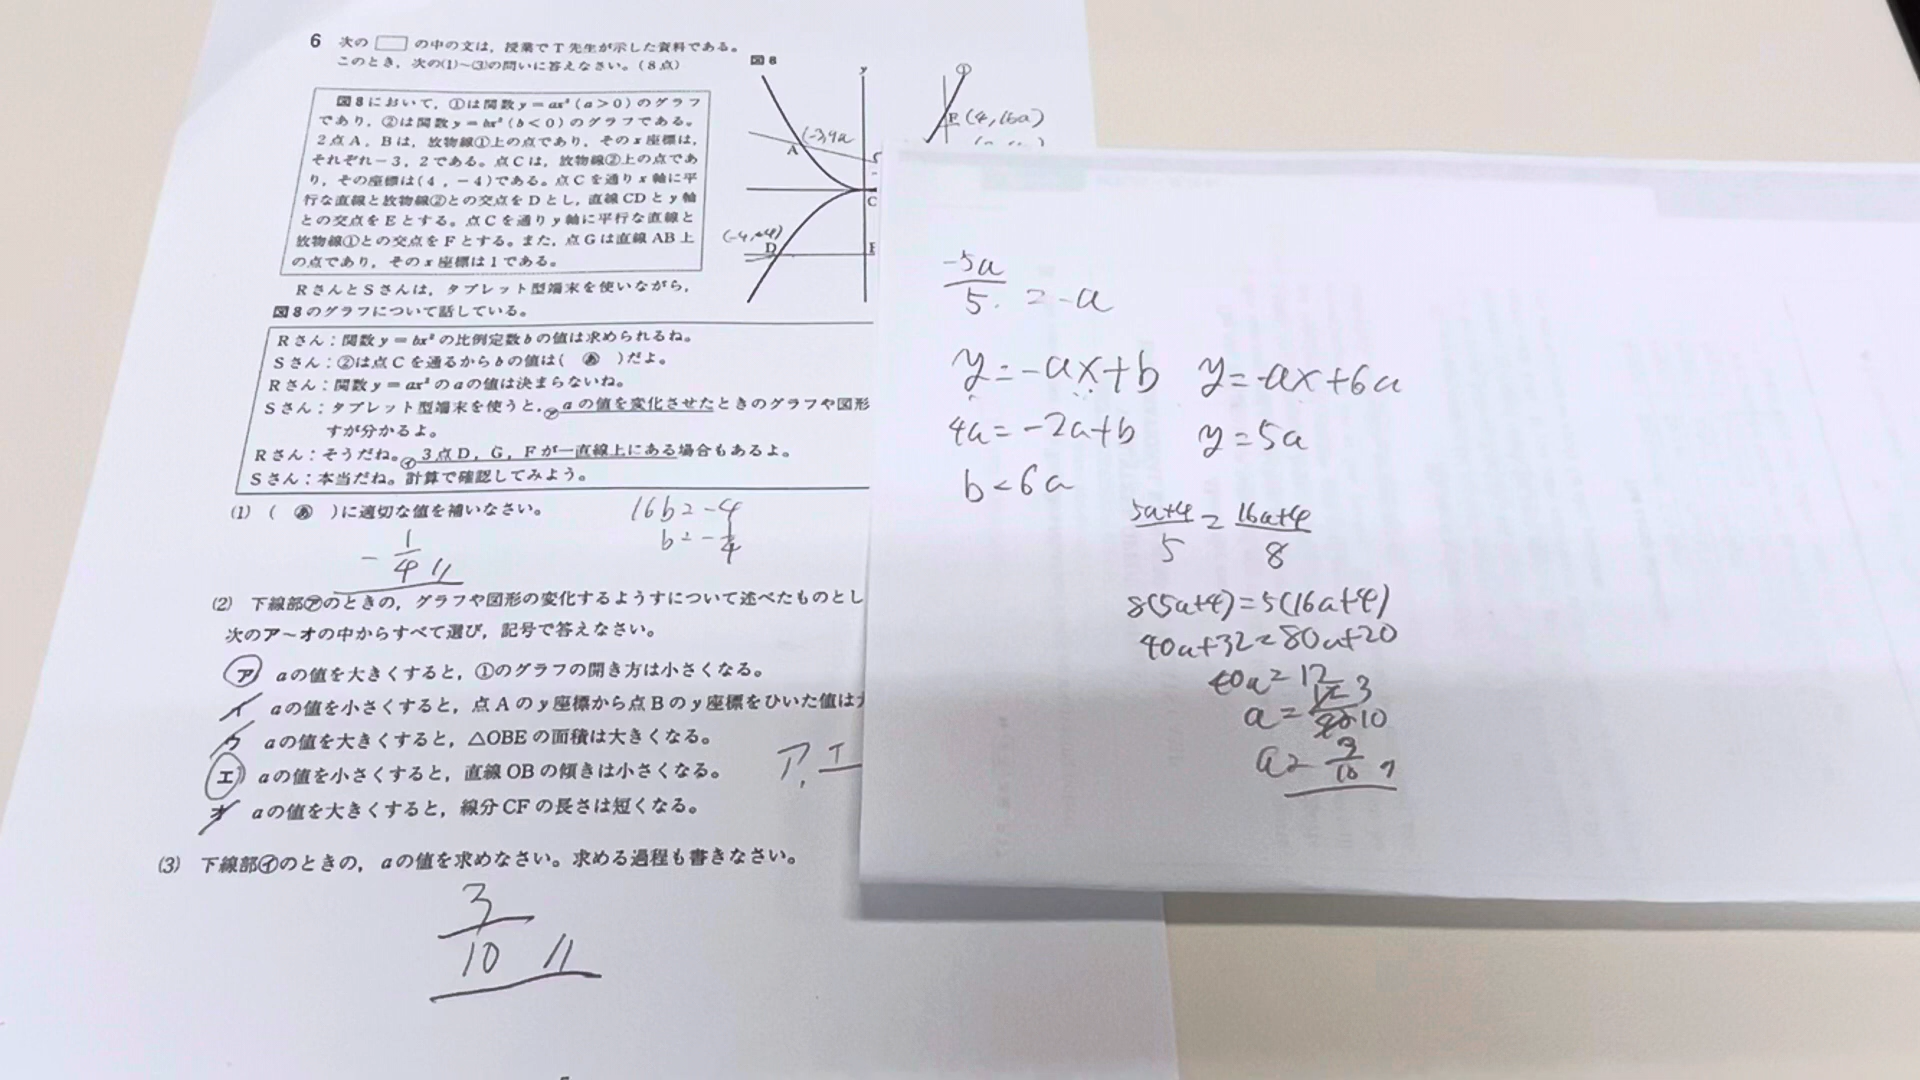 6 次の□の中の文は，授業でT先生が示した資料である。
このとき，次の(1)～(3)の問いに答えなさい。(8点)
図8において，①は関数y＝ax²(a＞0)のグラフ
であり，②は関数y＝bx²(b＜0)のグラフである。
2点A，Bは，放物線①上の点であり，そのx座標は，
それぞれ－3，2である。点Cは，放物線②上の点であ
り，その座標は(4，－4)である。点Cを通りx軸に平
行な直線と放物線②との交点をDとし，直線CDとy軸
との交点をEとする。点Cを通りy軸に平行な直線と
放物線①との交点をFとする。また，点Gは直線AB上
の点であり，そのx座標は1である。
図8
y
①
(-3,9a
A
F(4,16a)
(-4,-4)
D
RさんとSさんは，タブレット型端末を使いながら，
図8のグラフについて話している。
Rさん：関数y＝bx²の比例定数bの値は求められるね。
Sさん：②は点Cを通るからbの値は( あ )だよ。
Rさん：関数y＝ax²のaの値は決まらないね。
Sさん：タブレット型端末を使うと，㋐aの値を変化させたときのグラフや図形
すが分かるよ。
Rさん：そうだね。㋑3点D，G，Fが一直線上にある場合もあるよ。
Sさん：本当だね。計算で確認してみよう。
(1) ( あ )に適切な値を補いなさい。
16b=-4
b=-1/4
-1/4
(2) 下線部㋐のときの，グラフや図形の変化するようすについて述べたものとし
次のア～オの中からすべて選び，記号で答えなさい。
ア aの値を大きくすると，①のグラフの開き方は小さくなる。
イ aの値を小さくすると，点Aのy座標から点Bのy座標をひいた値は
ウ aの値を大きくすると，△OBEの面積は大きくなる。
エ aの値を小さくすると，直線OBの傾きは小さくなる。
オ aの値を大きくすると，線分CFの長さは短くなる。
ア，エ
(3) 下線部㋑のときの，aの値を求めなさい。求める過程も書きなさい。
3/10
-5a/5=-a
y=-ax+b y=-ax+6a
4a=-2a+b y=5a
b=6a
5a+4/5=16a+4/8
8(5a+4)=5(16a+4)
40a+32=80a+20
40a=12
a=12/40 3 10
a=3/10